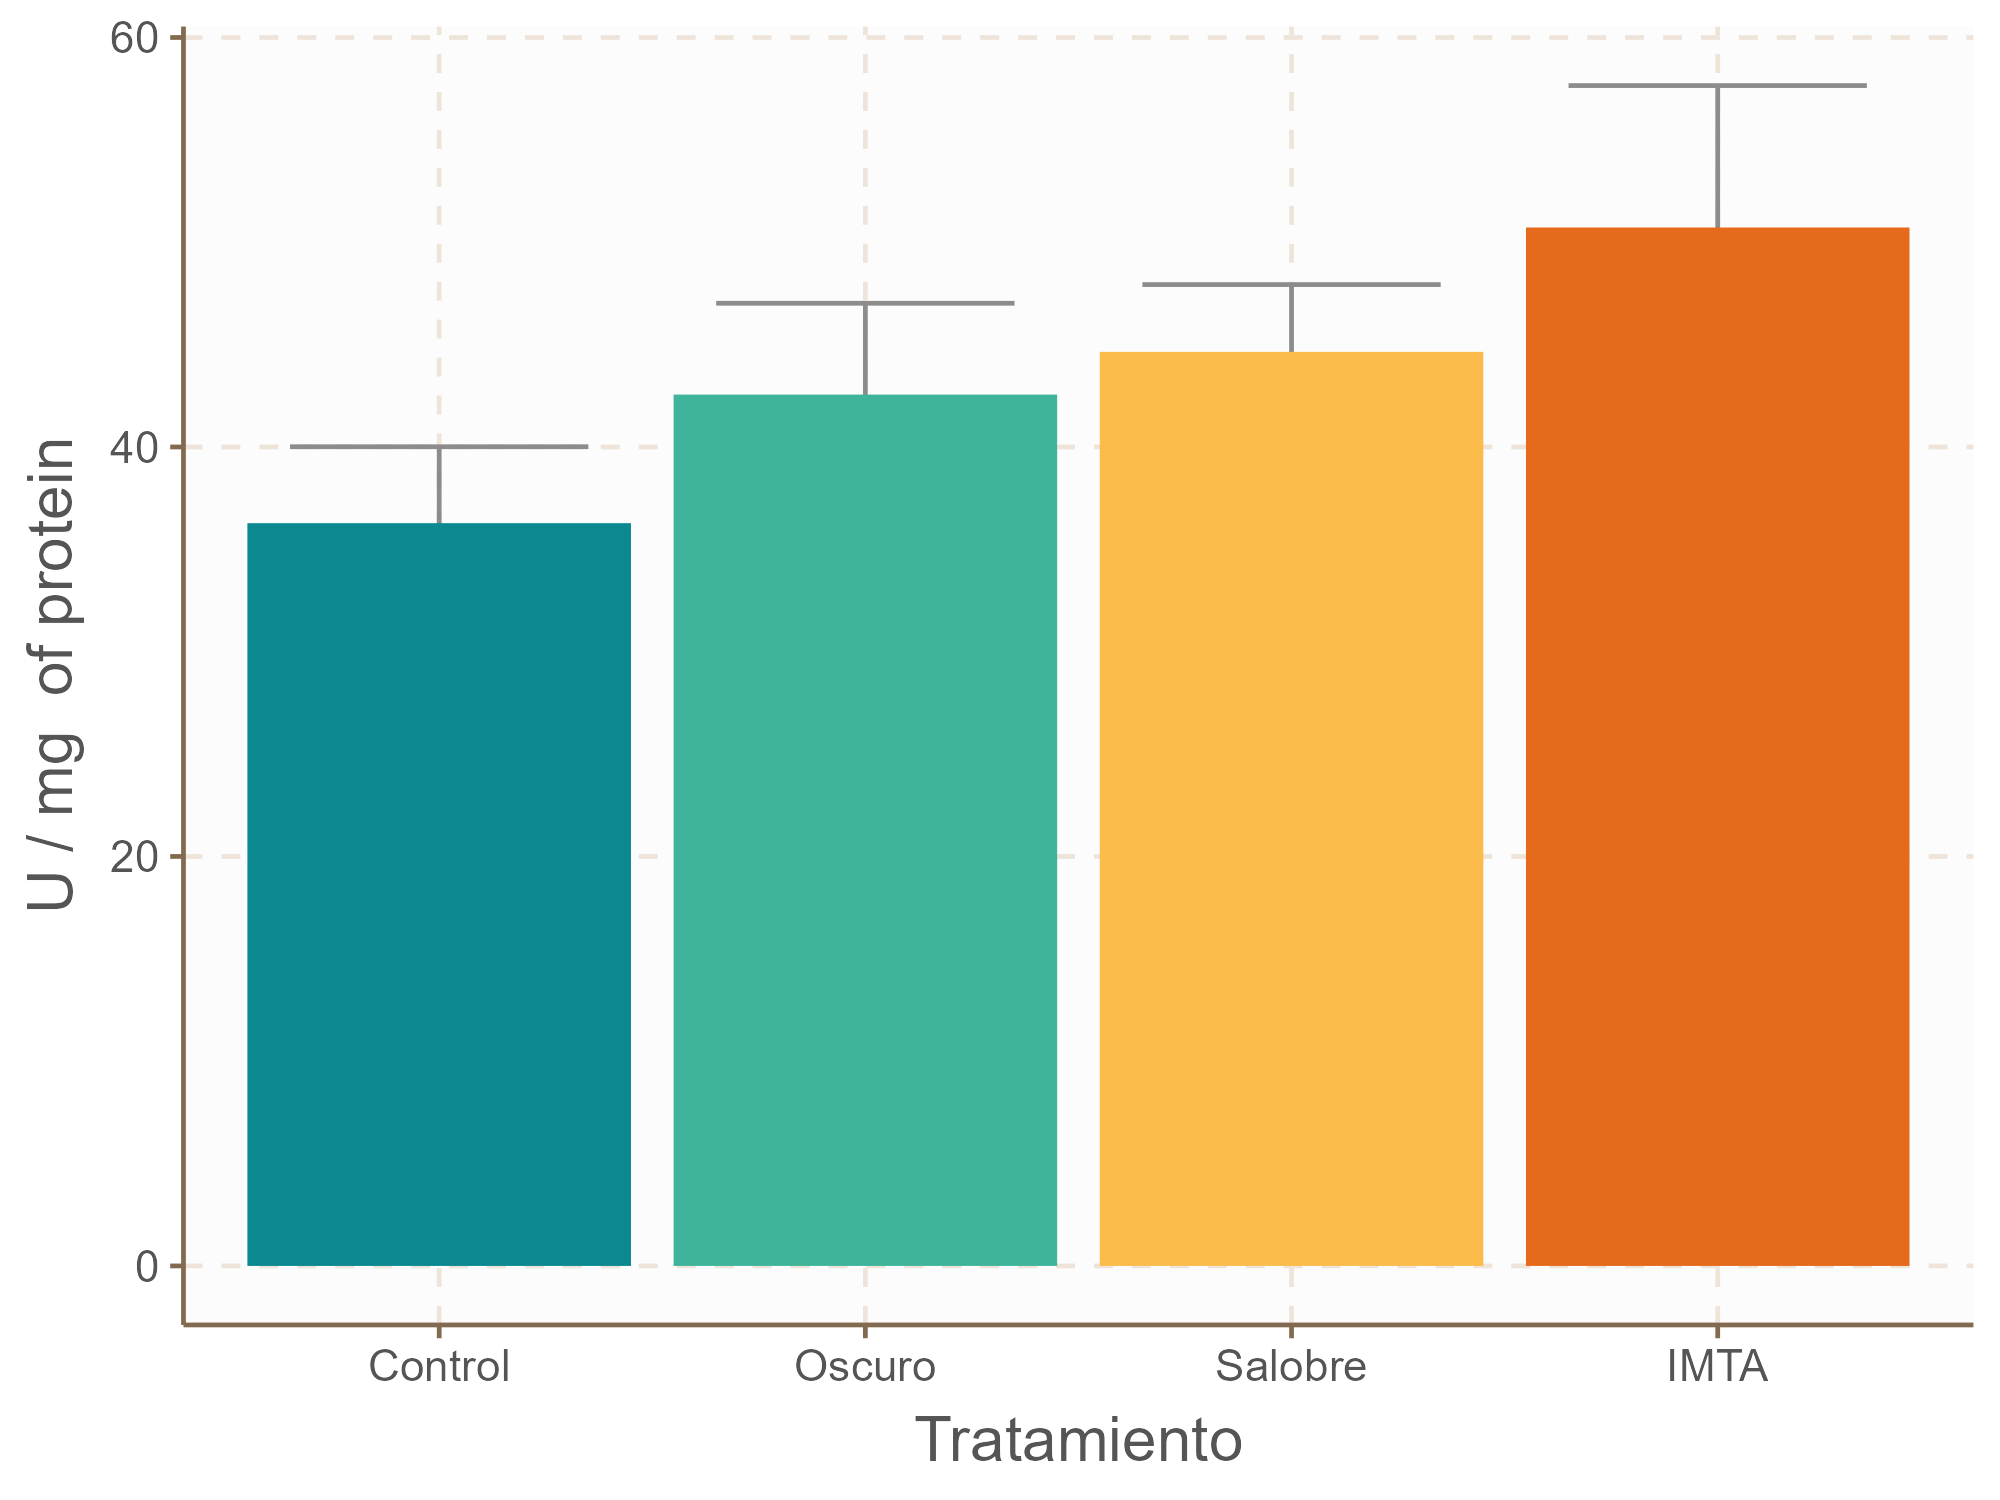 60
40
20
0
U / mg  of protein
Control
Oscuro
Salobre
IMTA
Tratamiento